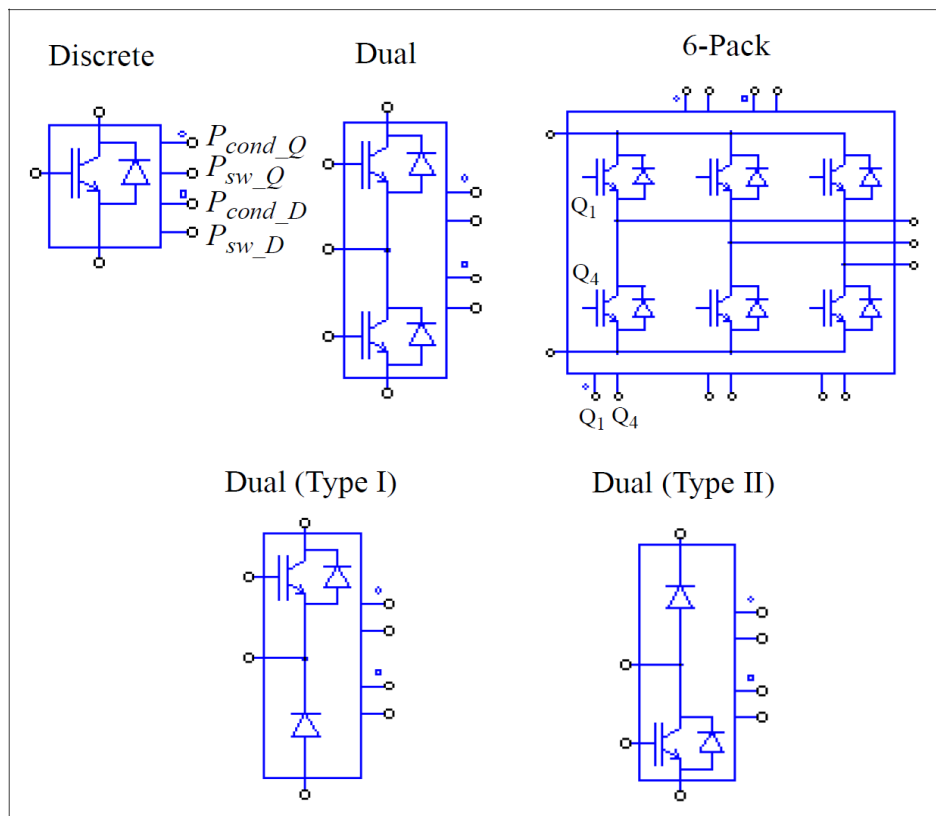 Discrete
Dual
6-Pack
P_cond_Q
P_sw_Q
P_cond_D
P_sw_D
Q1
Q4
Q1 Q4
Dual (Type I)
Dual (Type II)